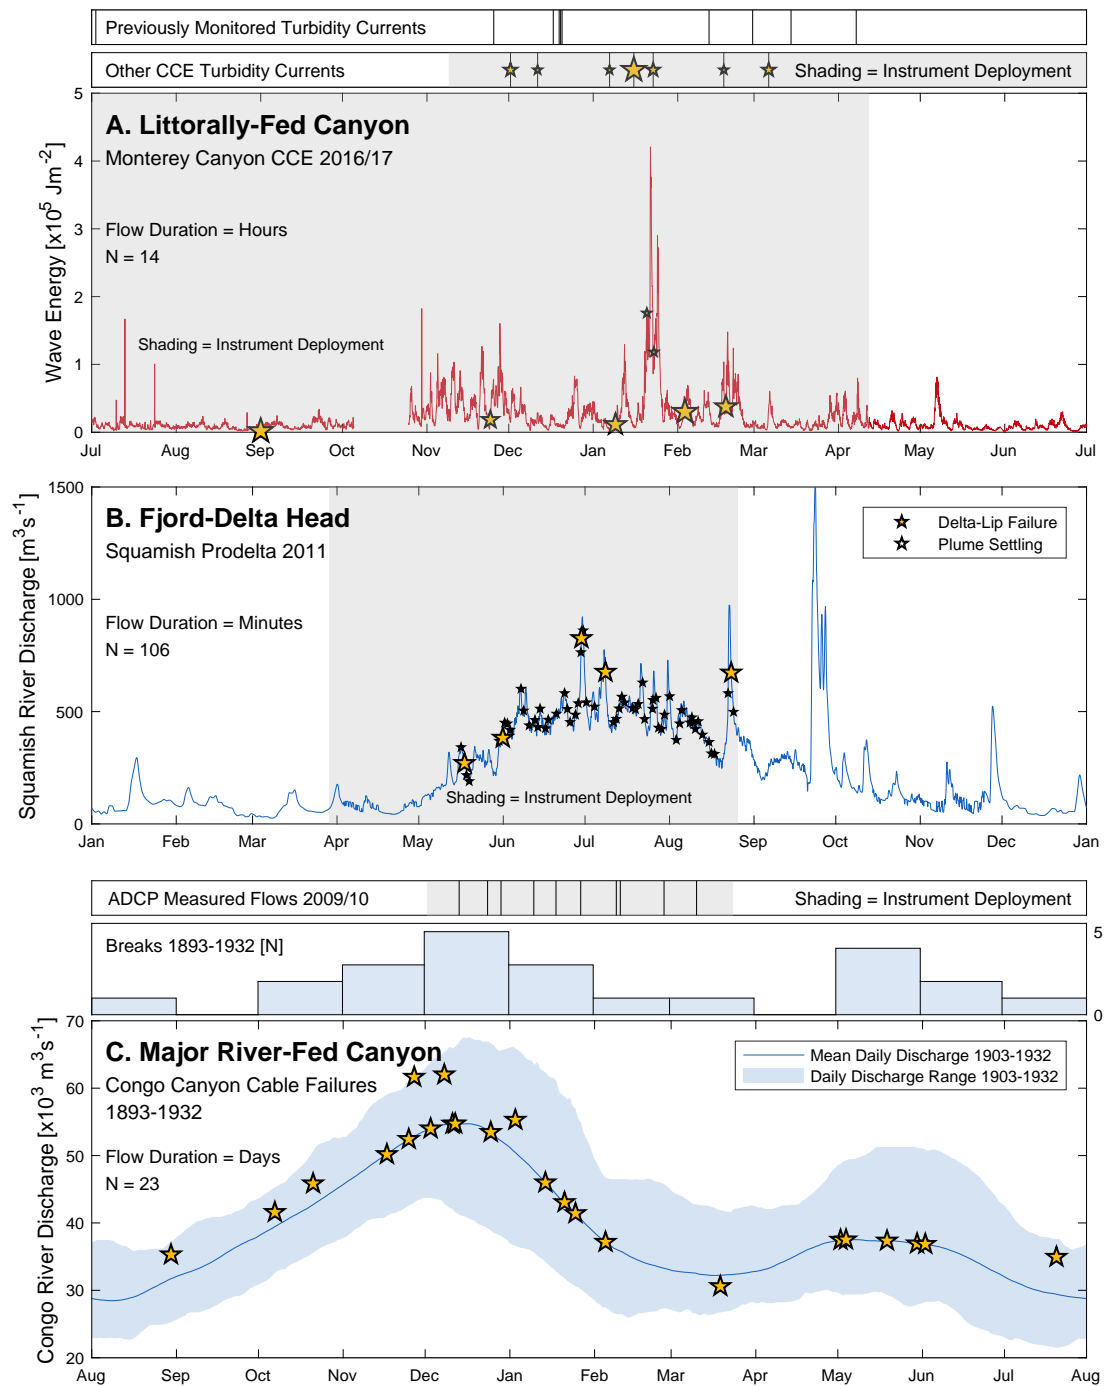 Previously Monitored Turbidity Currents
Other CCE Turbidity Currents
Shading = Instrument Deployment
A. Littorally-Fed Canyon
Monterey Canyon CCE 2016/17
Flow Duration = Hours
N = 14
Shading = Instrument Deployment
Wave Energy [x10⁵ Jm⁻²]
5
4
3
2
1
0
Jul Aug Sep Oct Nov Dec Jan Feb Mar Apr May Jun Jul
B. Fjord-Delta Head
Squamish Prodelta 2011
Flow Duration = Minutes
N = 106
Delta-Lip Failure
Plume Settling
Shading = Instrument Deployment
Squamish River Discharge [m³s⁻¹]
1500
1000
500
0
Jan Feb Mar Apr May Jun Jul Aug Sep Oct Nov Dec Jan
ADCP Measured Flows 2009/10
Shading = Instrument Deployment
Breaks 1893-1932 [N]
5
0
C. Major River-Fed Canyon
Congo Canyon Cable Failures
1893-1932
Flow Duration = Days
N = 23
Mean Daily Discharge 1903-1932
Daily Discharge Range 1903-1932
Congo River Discharge [x10³ m³s⁻¹]
70
60
50
40
30
20
Aug Sep Oct Nov Dec Jan Feb Mar Apr May Jun Jul Aug